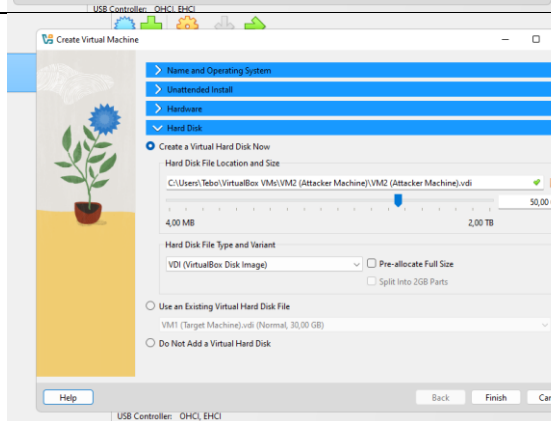 USB Controller: OHCI, EHCI
Create Virtual Machine
Name and Operating System
Unattended Install
Hardware
Hard Disk
Create a Virtual Hard Disk Now
Hard Disk File Location and Size
C:\Users\Tebo\VirtualBox VMs\VM2 (Attacker Machine)\VM2 (Attacker Machine).vdi
50,00
4,00 MB 2,00 TB
Hard Disk File Type and Variant
VDI (VirtualBox Disk Image) Pre-allocate Full Size
Split Into 2GB Parts
Use an Existing Virtual Hard Disk File
VM1 (Target Machine).vdi (Normal, 30,00 GB)
Do Not Add a Virtual Hard Disk
Help Back Finish Car
USB Controller: OHCI, EHCI